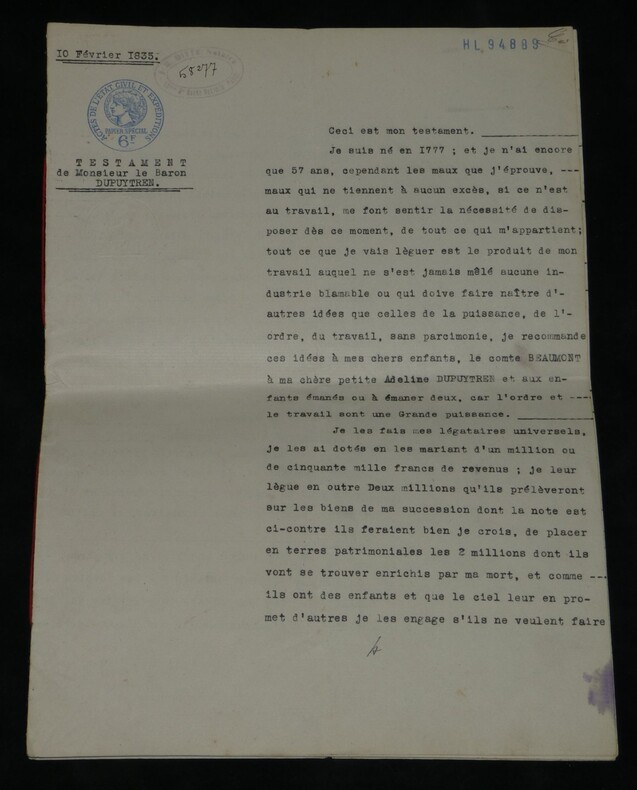 10 Février 1835.
58277
HL 94889
ACTES DE L'ETAT CIVIL ET EXPEDITIONS
PAPIER SPECIAL
6F
TESTAMENT
de Monsieur le Baron
DUPUYTREN.
Ceci est mon testament.
Je suis né en 1777 ; et je n'ai encore
que 57 ans, cependant les maux que j'éprouve, ---
maux qui ne tiennent à aucun excès, si ce n'est
au travail, me font sentir la nécessité de dis-
poser dès ce moment, de tout ce qui m'appartient;
tout ce que je vais lèguer est le produit de mon
travail auquel ne s'est jamais mêlé aucune in-
dustrie blamable ou qui doive faire naître d'-
autres idées que celles de la puissance, de l'-
ordre, du travail, sans parcimonie, je recommande
ces idées à mes chers enfants, le comte BEAUMONT
à ma chère petite Adeline DUPUYTREN et aux en-
fants émanés ou à émaner deux, car l'ordre et ----
le travail sont une Grande puissance.
Je les fais mes légataires universels,
je les ai dotés en les mariant d'un million ou
de cinquante mille francs de revenus ; je leur
lègue en outre Deux millions qu'ils prélèveront
sur les biens de ma succession dont la note est
ci-contre ils feraient bien je crois, de placer
en terres patrimoniales les 2 millions dont ils
vont se trouver enrichis par ma mort, et comme ---
ils ont des enfants et que le ciel leur en pro-
met d'autres je les engage s'ils ne veulent faire